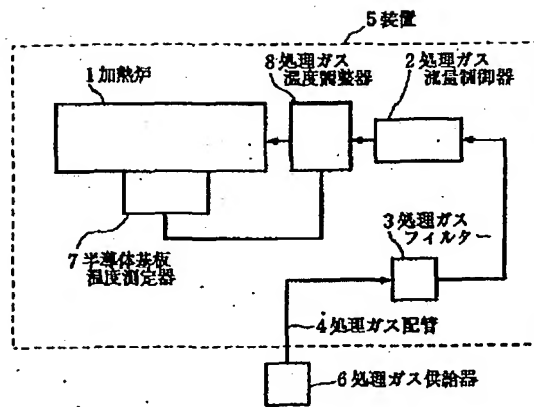 5装置
1加熱炉
8処理ガス
温度調整器
2処理ガス
流量制御器
3処理ガス
フィルター
7半導体基板
温度測定器
4処理ガス配管
6処理ガス供給器